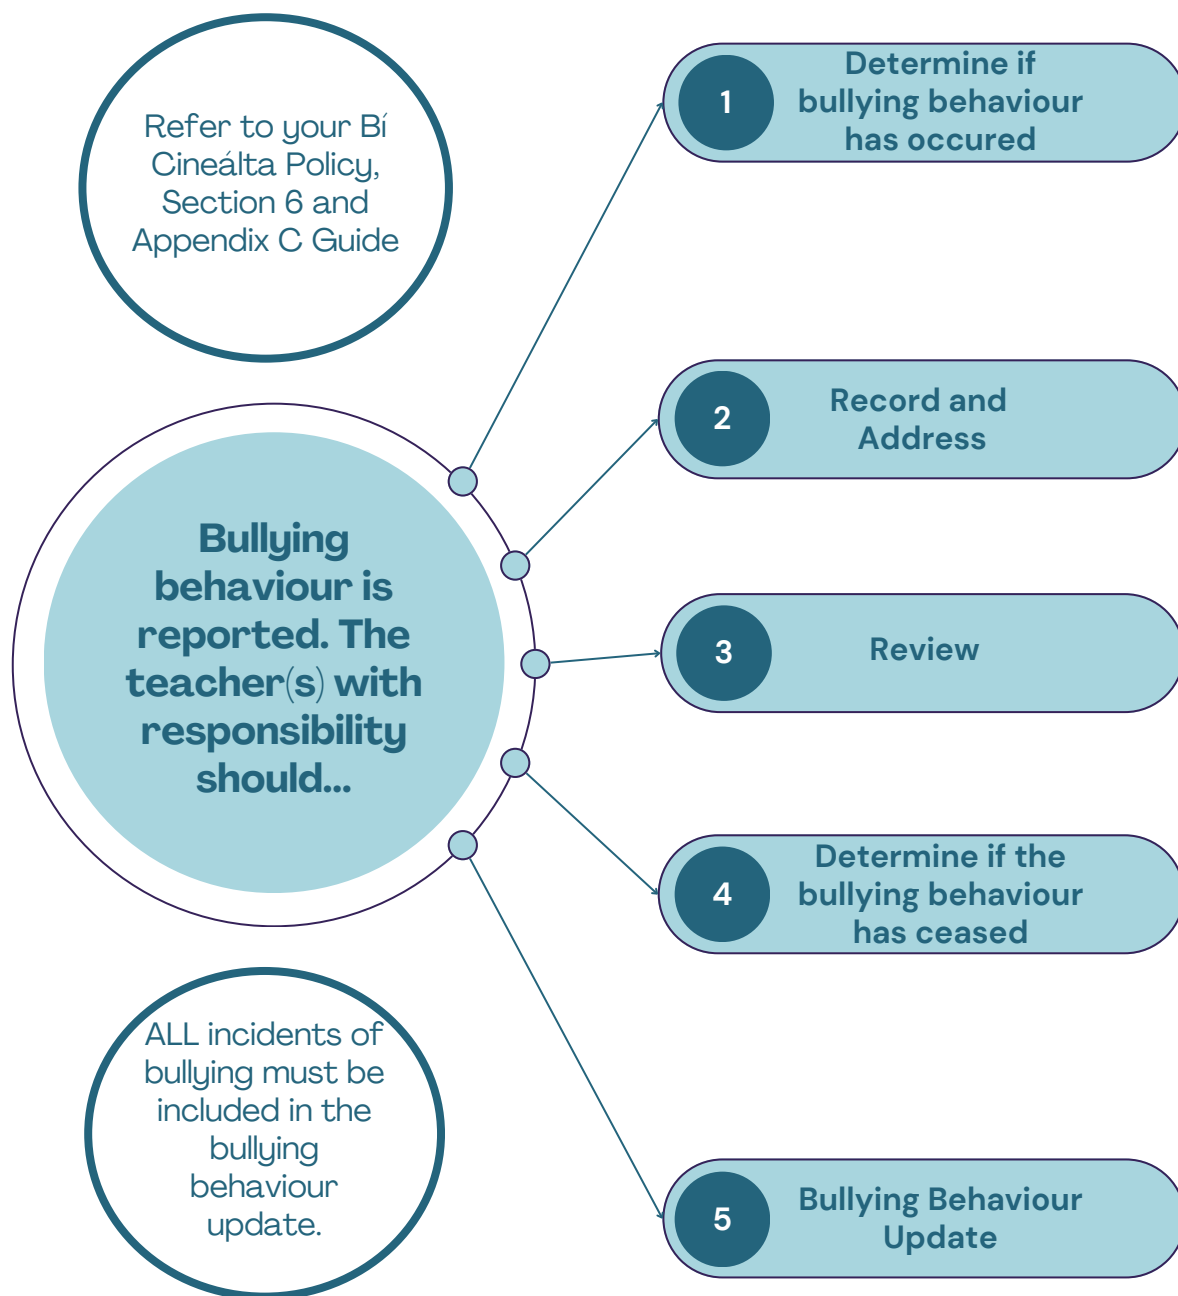 Refer to your Bí
Cineálta Policy,
Section 6 and
Appendix C Guide
Bullying
behaviour is
reported. The
teacher(s) with
responsibility
should...
ALL incidents of
bullying must be
included in the
bullying
behaviour
update.
1
Determine if
bullying behaviour
has occured
2
Record and
Address
3
Review
4
Determine if the
bullying behaviour
has ceased
5
Bullying Behaviour
Update